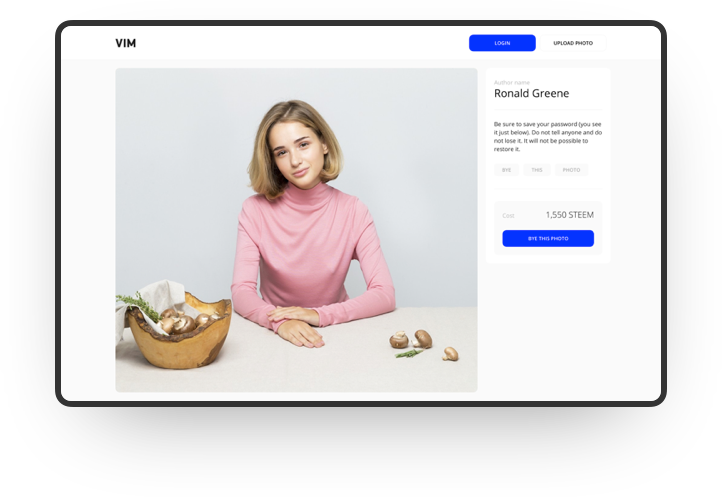 VIM
LOGIN
UPLOAD PHOTO
Author name
Ronald Greene
Be sure to save your password (you see
it just below). Do not tell anyone and do
not lose it. It will not be possible to
restore it.
BYE THIS PHOTO
Cost 1,550 STEEM
BYE THIS PHOTO